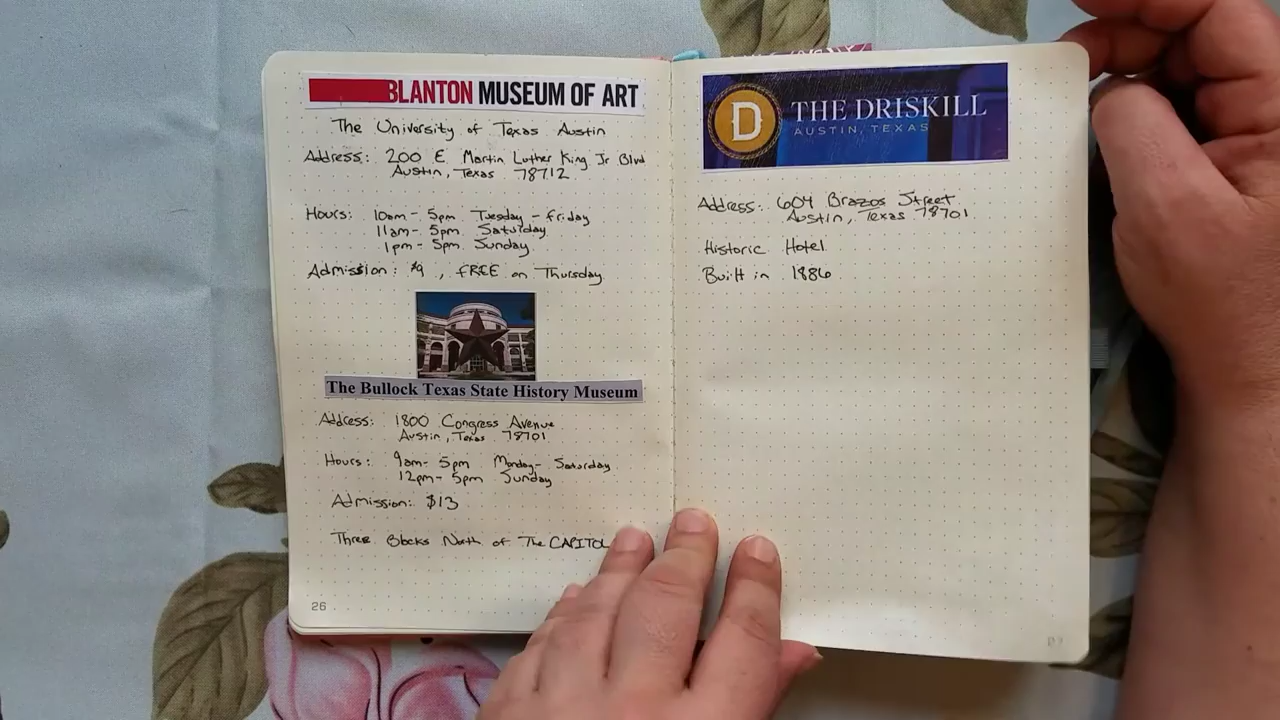 BLANTON MUSEUM OF ART
The University of Texas Austin
Address: 200 E. Martin Luther King Jr Blvd
Austin, Texas 78712
Hours: 10am - 5pm Tuesday - Friday
11am - 5pm Saturday
1pm - 5pm Sunday
Admission: $9, FREE on Thursday
The Bullock Texas State History Museum
Address: 1800 Congress Avenue
Austin, Texas 78701
Hours: 9am - 5pm Monday - Saturday
12pm - 5pm Sunday
Admission: $13
Three Blocks North of The CAPITOL
26
D THE DRISKILL
AUSTIN, TEXAS
Address: 604 Brazos Street
Austin, Texas 78701
Historic Hotel
Built in 1886